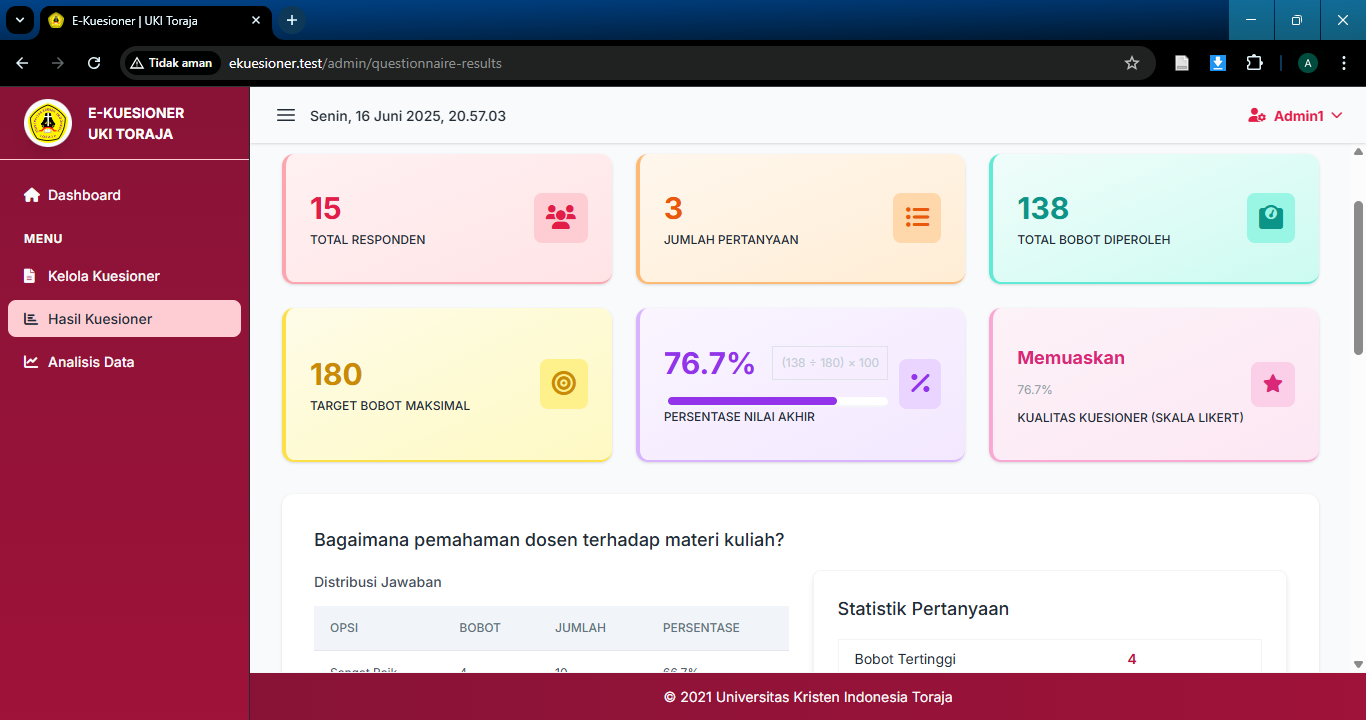 E-Kuesioner | UKI Toraja
Tidak aman
ekuesioner.test/admin/questionnaire-results
A
E-KUESIONER
UKI TORAJA
Senin, 16 Juni 2025, 20.57.03
Admin1
Dashboard
MENU
Kelola Kuesioner
Hasil Kuesioner
Analisis Data
15
TOTAL RESPONDEN
3
JUMLAH PERTANYAAN
138
TOTAL BOBOT DIPEROLEH
180
TARGET BOBOT MAKSIMAL
76.7%
(138 ÷ 180) × 100
PERSENTASE NILAI AKHIR
Memuaskan
76.7%
KUALITAS KUESIONER (SKALA LIKERT)
Bagaimana pemahaman dosen terhadap materi kuliah?
Distribusi Jawaban
OPSI BOBOT JUMLAH PERSENTASE
Sangat Baik 4 10 66.7%
Statistik Pertanyaan
Bobot Tertinggi 4
© 2021 Universitas Kristen Indonesia Toraja